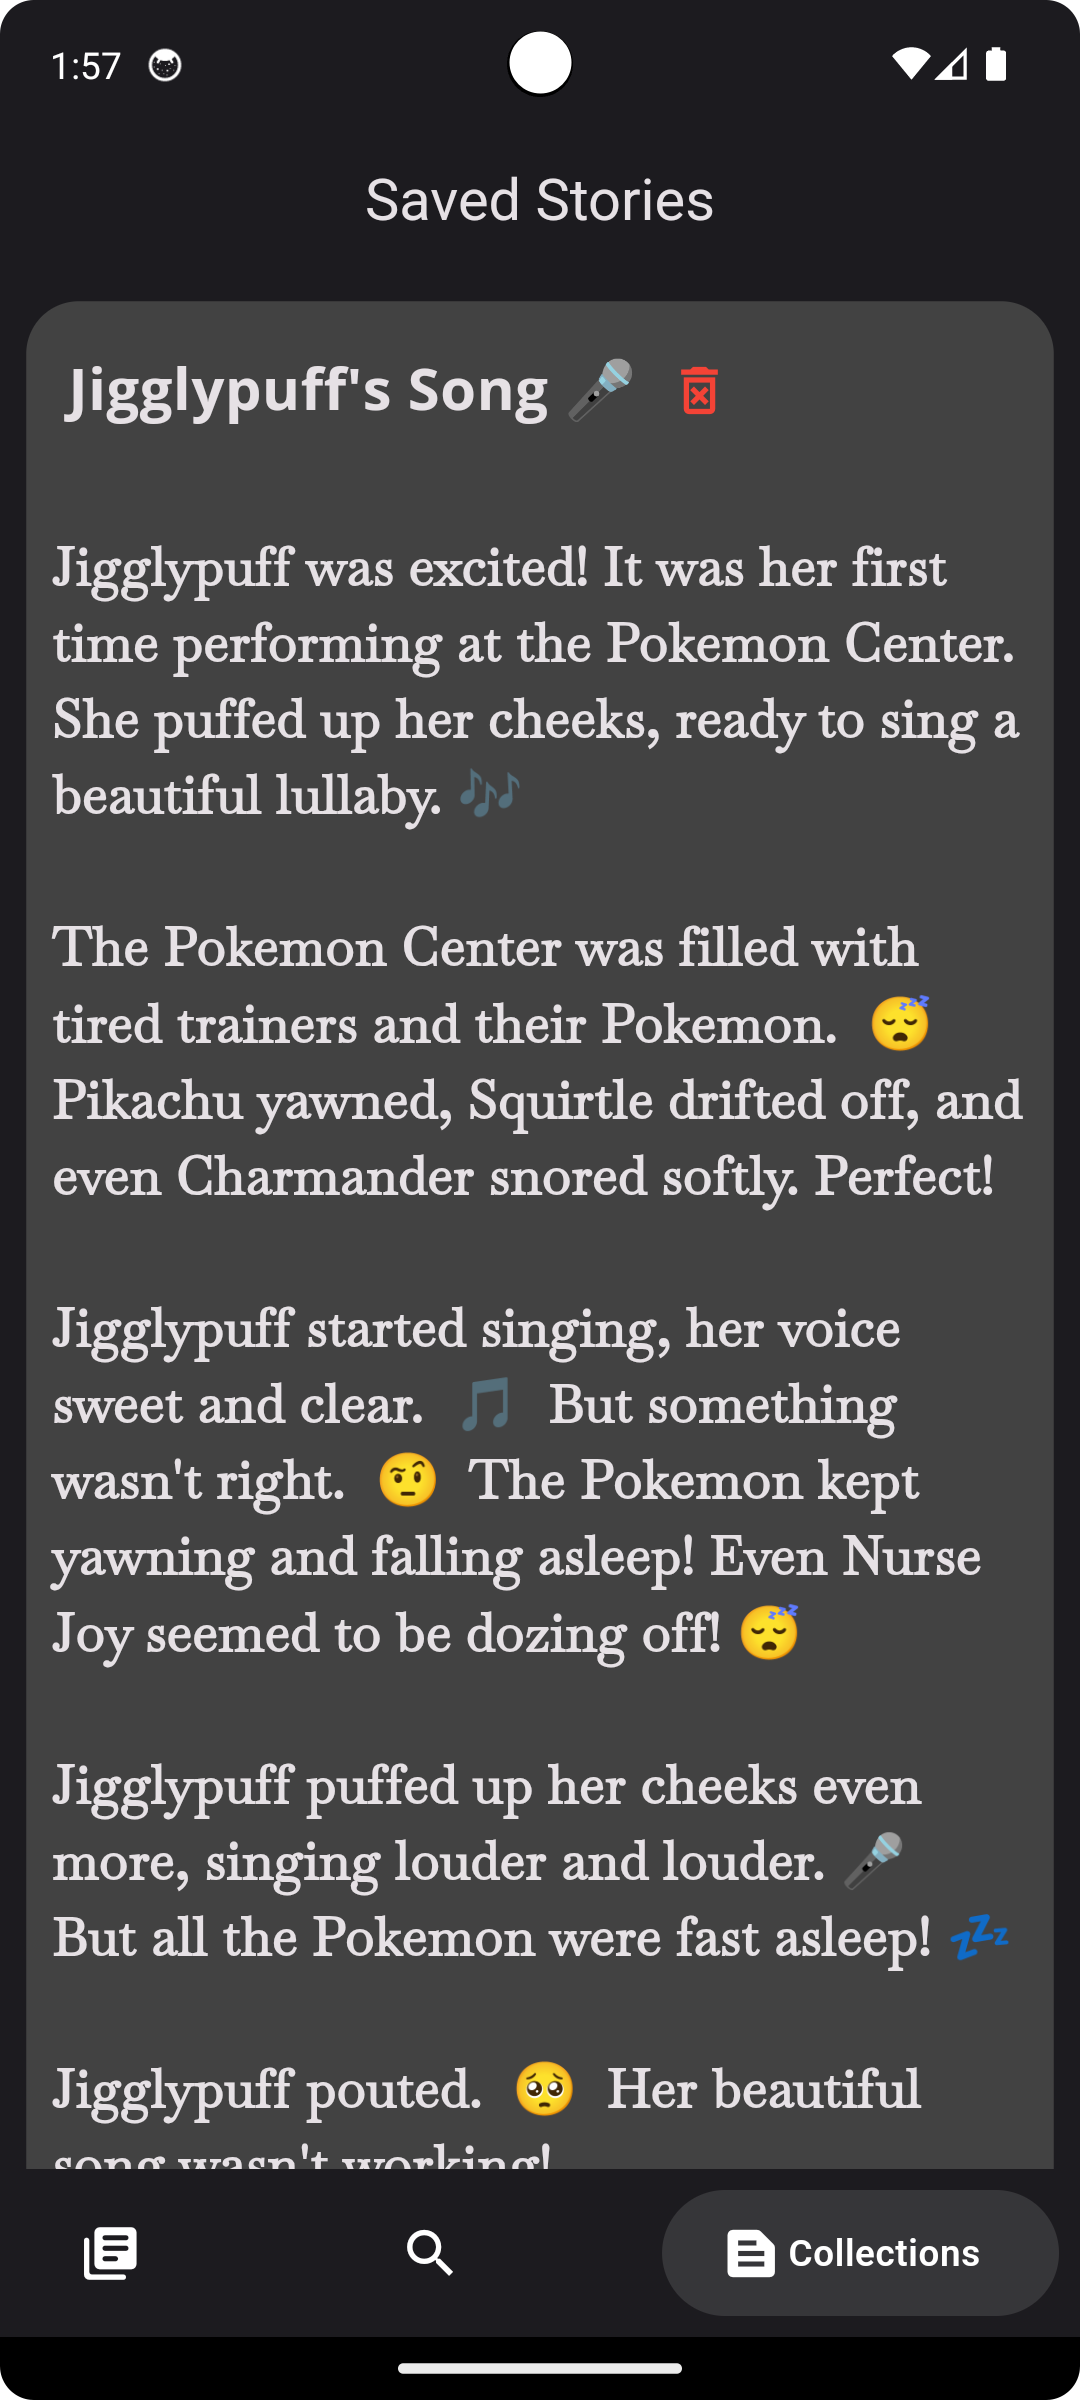 1:57
Saved Stories
Jigglypuff's Song 🎤
Jigglypuff was excited! It was her first
time performing at the Pokemon Center.
She puffed up her cheeks, ready to sing a
beautiful lullaby. 🎶
The Pokemon Center was filled with
tired trainers and their Pokemon. 😴
Pikachu yawned, Squirtle drifted off, and
even Charmander snored softly. Perfect!
Jigglypuff started singing, her voice
sweet and clear. 🎵 But something
wasn't right. 🤨 The Pokemon kept
yawning and falling asleep! Even Nurse
Joy seemed to be dozing off! 😴
Jigglypuff puffed up her cheeks even
more, singing louder and louder. 🎤
But all the Pokemon were fast asleep! 💤
Jigglypuff pouted. 🥺 Her beautiful
song wasn't working!
Collections